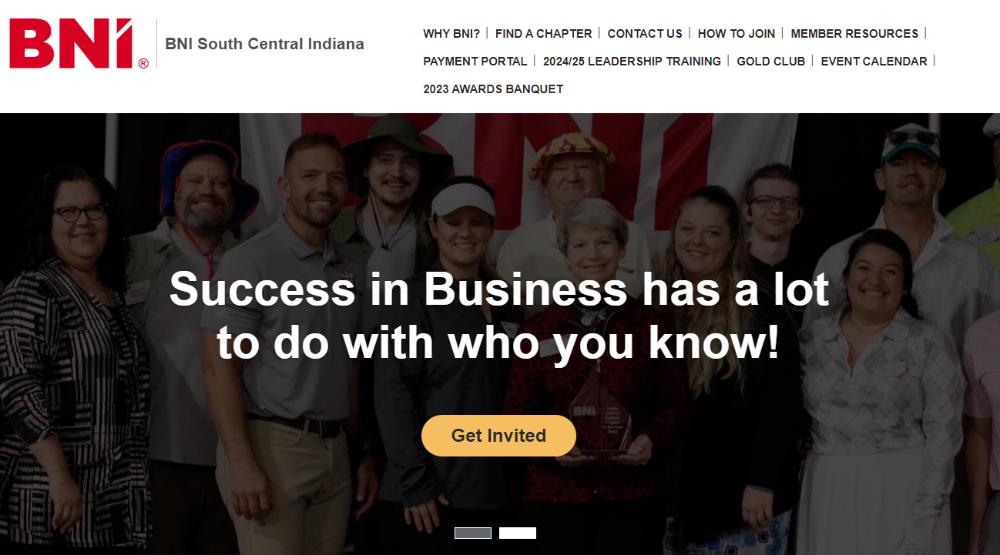 BNI®
BNI South Central Indiana
WHY BNI? | FIND A CHAPTER | CONTACT US | HOW TO JOIN | MEMBER RESOURCES |
PAYMENT PORTAL | 2024/25 LEADERSHIP TRAINING | GOLD CLUB | EVENT CALENDAR |
2023 AWARDS BANQUET
Success in Business has a lot
to do with who you know!
BNI
Get Invited